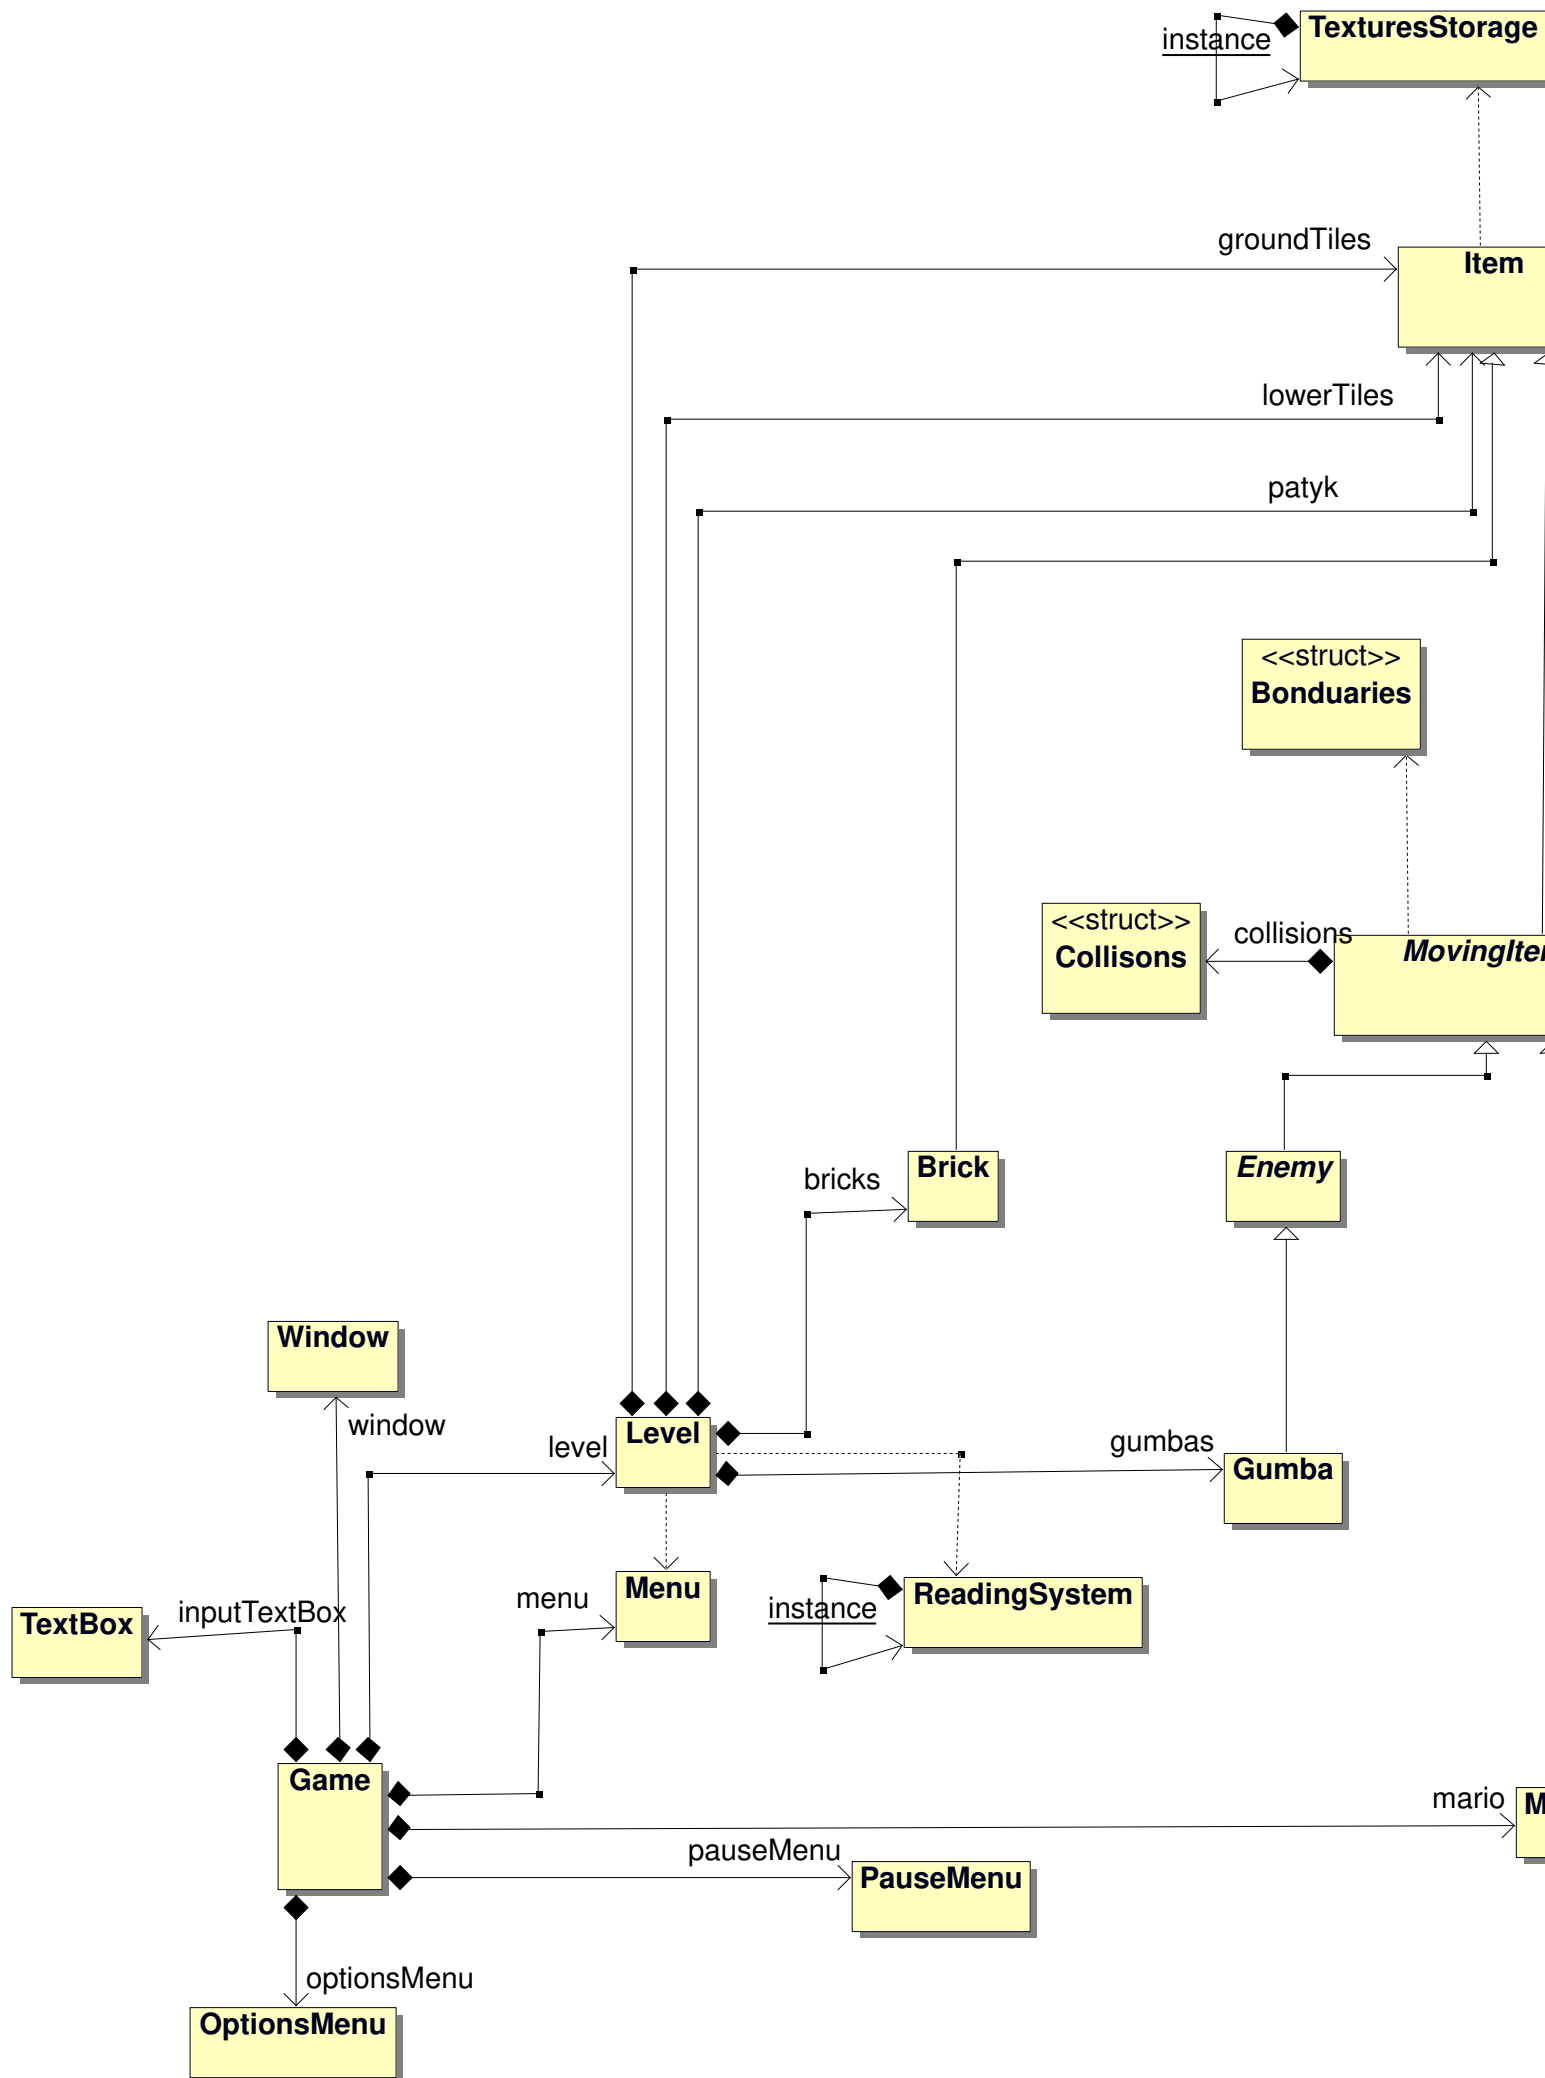 instance
TexturesStorage
groundTiles
Item
lowerTiles
patyk
<<struct>>
Bonduaries
<<struct>>
Collisons
collisions
MovingIte
bricks
Brick
Enemy
Window
window
level
Level
gumbas
Gumba
TextBox
inputTextBox
menu
Menu
instance
ReadingSystem
Game
mario
M
pauseMenu
PauseMenu
optionsMenu
OptionsMenu